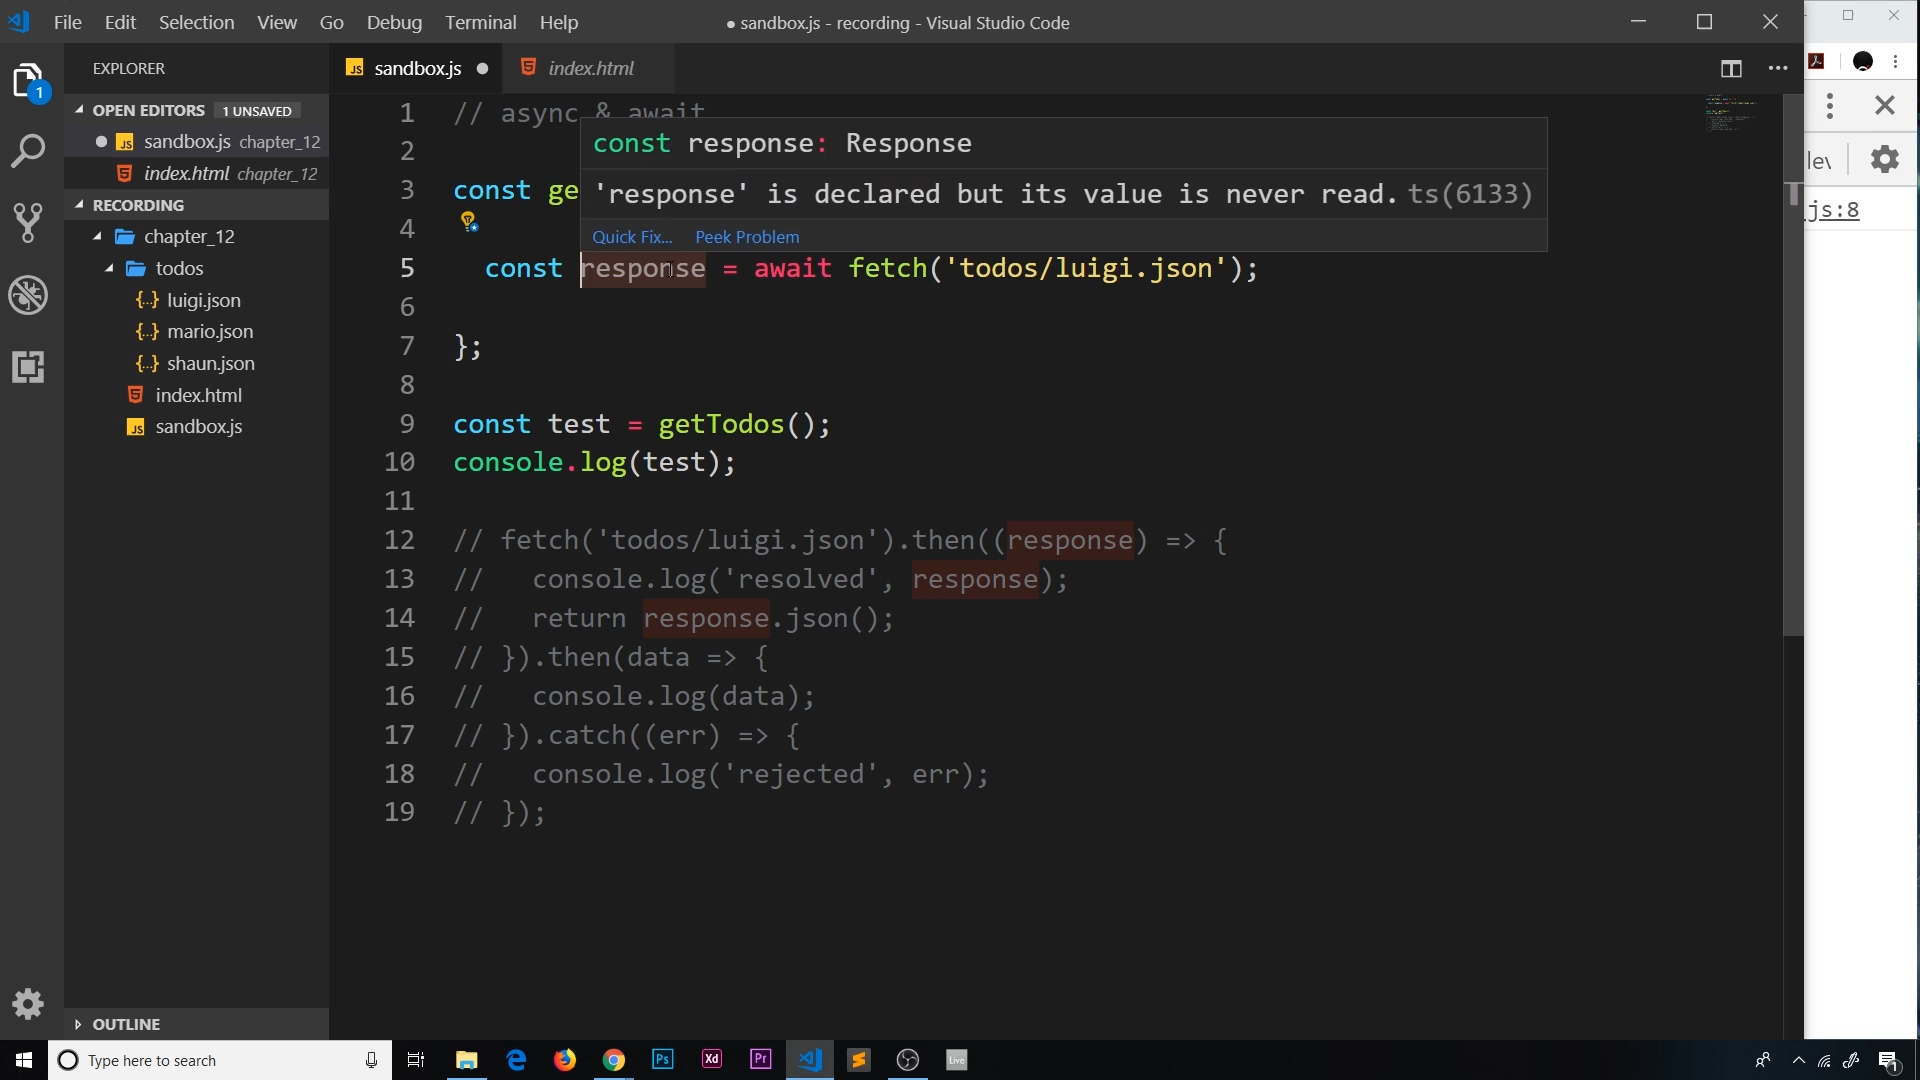 File Edit Selection View Go Debug Terminal Help
● sandbox.js - recording - Visual Studio Code
EXPLORER
OPEN EDITORS 1 UNSAVED
sandbox.js chapter_12
index.html chapter_12
RECORDING
chapter_12
todos
luigi.json
mario.json
shaun.json
index.html
sandbox.js
OUTLINE
1
sandbox.js
index.html
1 // async & await
const response: Response
2
'response' is declared but its value is never read. ts(6133)
3 const ge
4
Quick Fix... Peek Problem
5 const response = await fetch('todos/luigi.json');
6
7 };
8
9 const test = getTodos();
10 console.log(test);
11
12 // fetch('todos/luigi.json').then((response) => {
13 //   console.log('resolved', response);
14 //   return response.json();
15 // }).then(data => {
16 //   console.log(data);
17 // }).catch((err) => {
18 //   console.log('rejected', err);
19 // });
js:8
Type here to search
Ps
Xd
Pr
Live
1